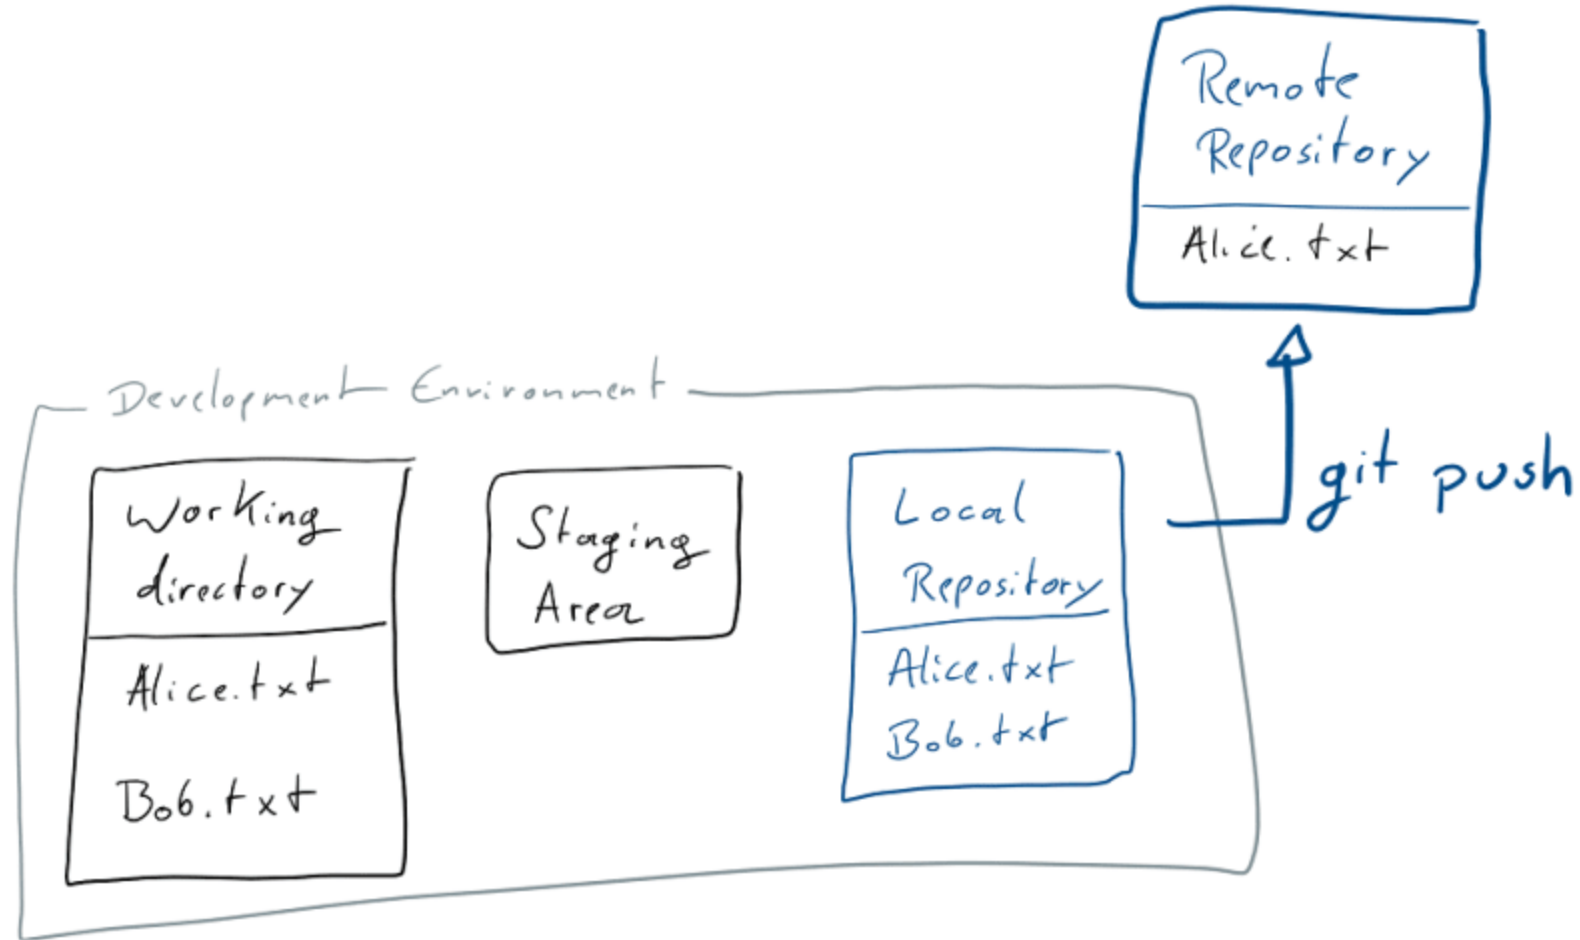 Remote
Repository
Alice.txt
Development Environment
Working
directory
Alice.txt
Bob.txt
Staging
Area
Local
Repository
Alice.txt
Bob.txt
git push